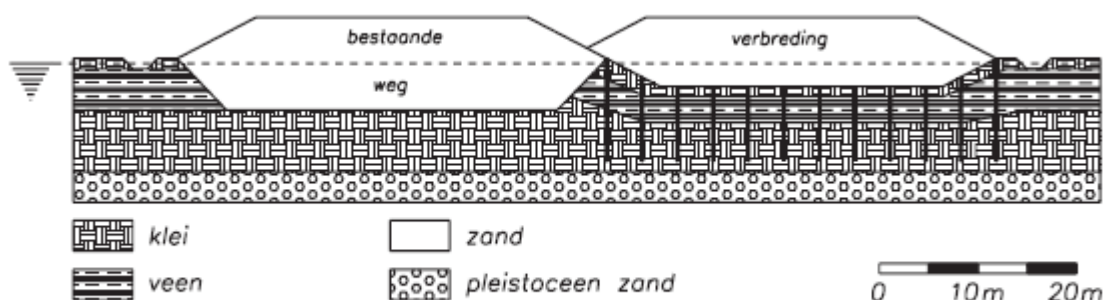 bestaande
verbreding
weg
klei
zand
veen
pleistoceen zand
0 10m 20m